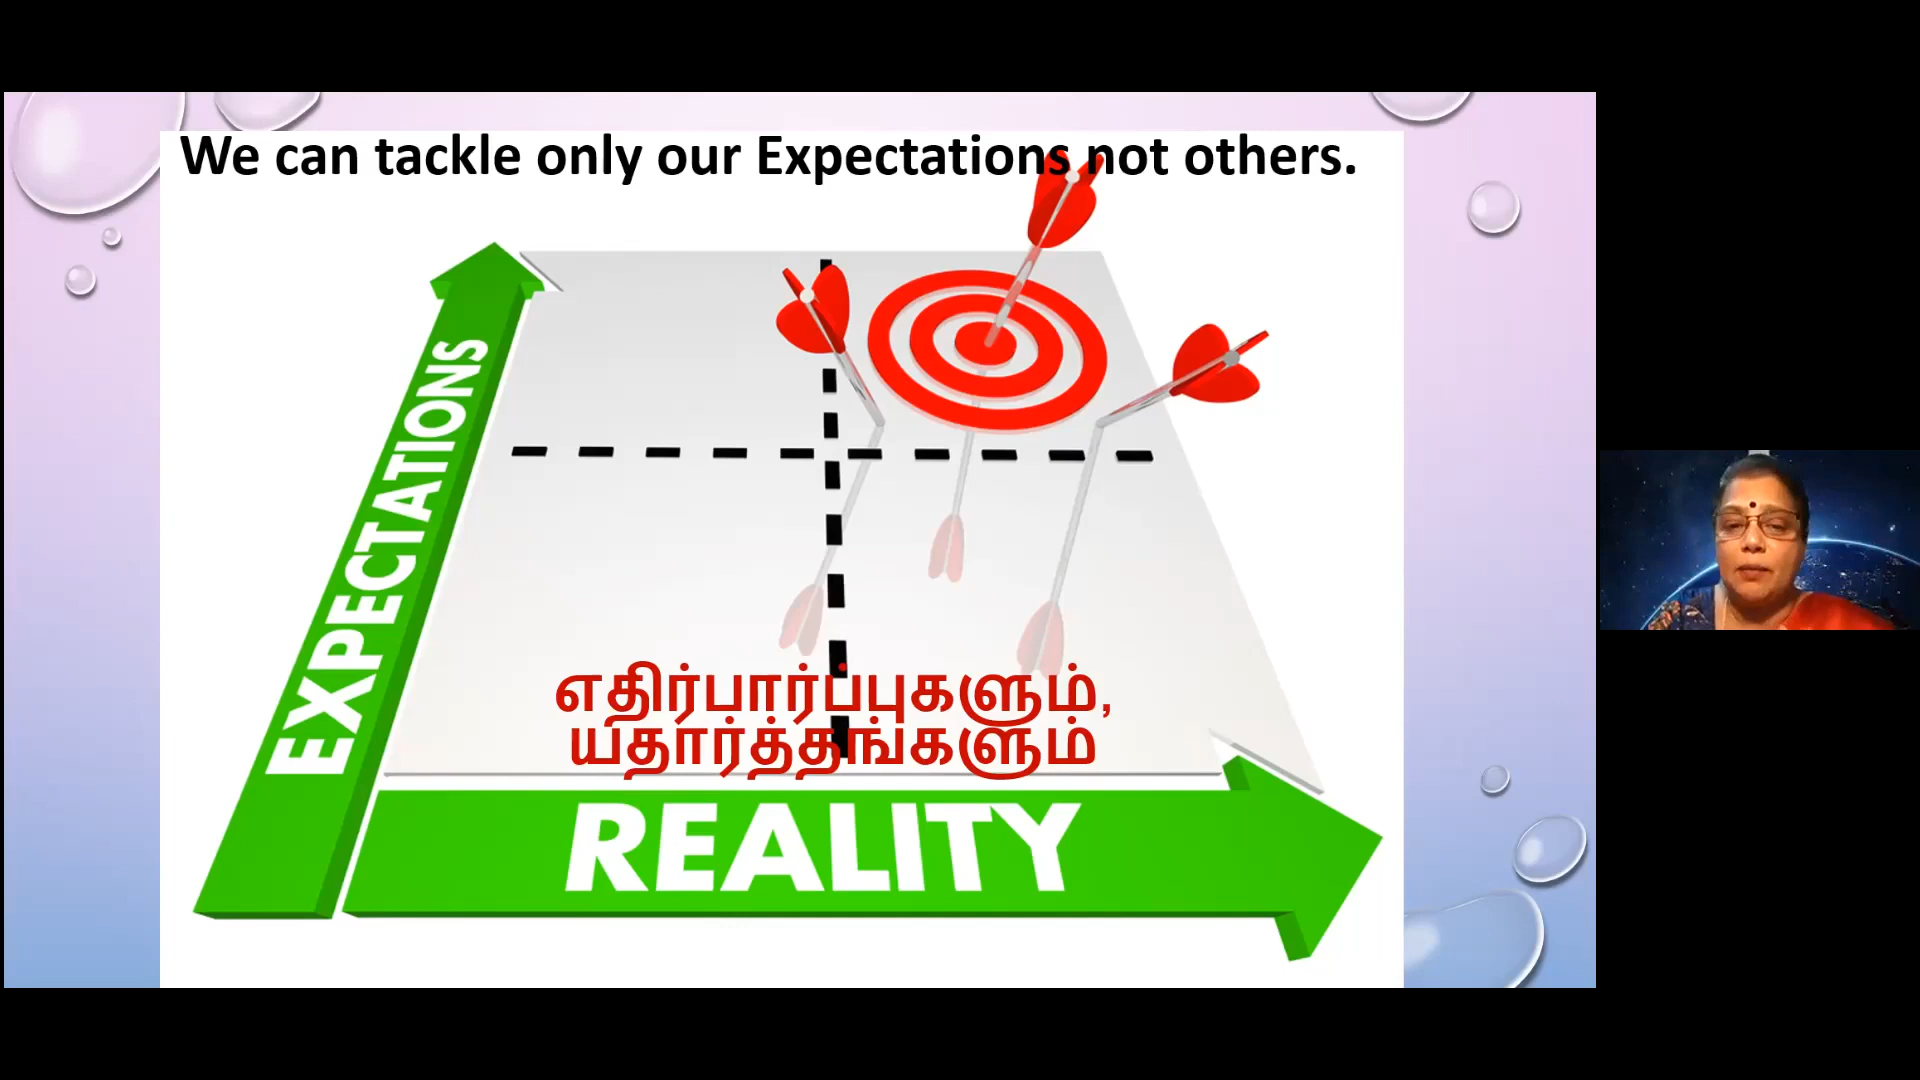 We can tackle only our Expectations not others.
EXPECTATIONS
எதிர்பார்ப்புகளும்,
யதார்த்தங்களும்
REALITY